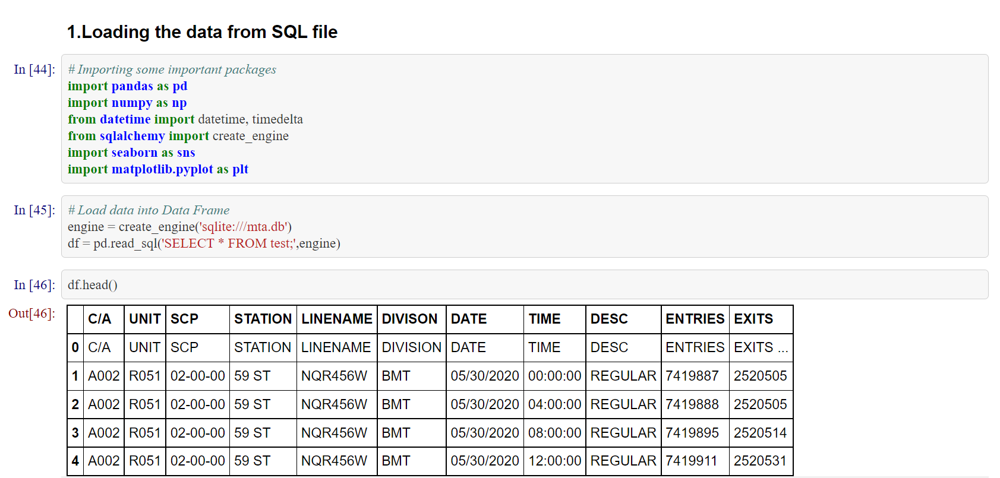 1.Loading the data from SQL file
In [44]:
# Importing some important packages
import pandas as pd
import numpy as np
from datetime import datetime, timedelta
from sqlalchemy import create_engine
import seaborn as sns
import matplotlib.pyplot as plt
In [45]:
# Load data into Data Frame
engine = create_engine('sqlite:///mta.db')
df = pd.read_sql('SELECT * FROM test;',engine)
In [46]:
df.head()
Out[46]:
C/A UNIT SCP STATION LINENAME DIVISON DATE TIME DESC ENTRIES EXITS
0 C/A UNIT SCP STATION LINENAME DIVISION DATE TIME DESC ENTRIES EXITS ...
1 A002 R051 02-00-00 59 ST NQR456W BMT 05/30/2020 00:00:00 REGULAR 7419887 2520505
2 A002 R051 02-00-00 59 ST NQR456W BMT 05/30/2020 04:00:00 REGULAR 7419888 2520505
3 A002 R051 02-00-00 59 ST NQR456W BMT 05/30/2020 08:00:00 REGULAR 7419895 2520514
4 A002 R051 02-00-00 59 ST NQR456W BMT 05/30/2020 12:00:00 REGULAR 7419911 2520531